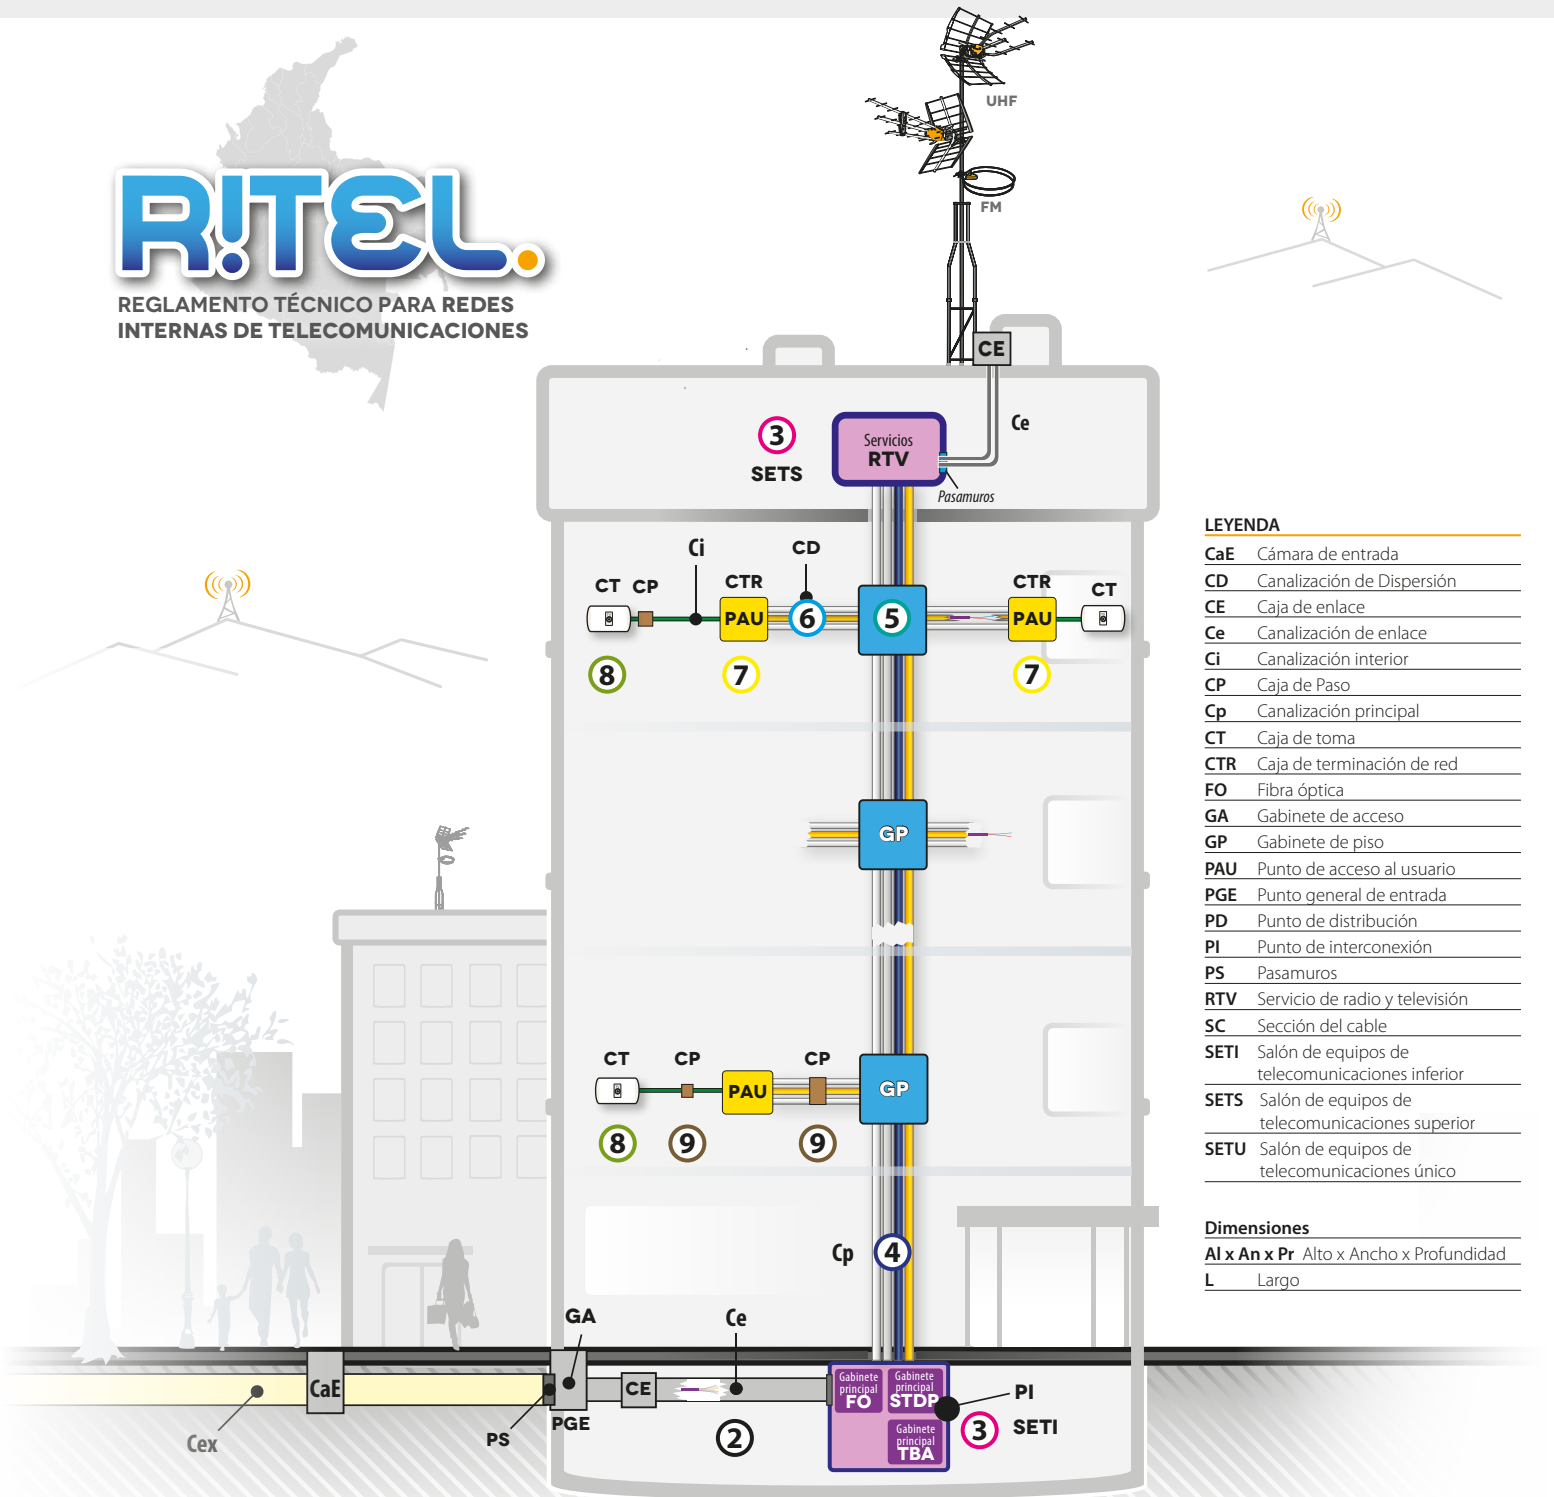 UHF
FM
R!TEL.
REGLAMENTO TÉCNICO PARA REDES
INTERNAS DE TELECOMUNICACIONES
CE
Ce
3
SETS
Servicios
RTV
Pasamuros
Ci
CD
CT
CP
CTR
CTR
CT
PAU
6
5
PAU
8
7
7
GP
CT
CP
CP
PAU
GP
8
9
9
Cp
4
GA
Ce
CaE
CE
Gabinete
principal
FO
Gabinete
principal
STDP
Gabinete
principal
TBA
PI
3
SETI
Cex
PS
PGE
2
LEYENDA
CaE Cámara de entrada
CD Canalización de Dispersión
CE Caja de enlace
Ce Canalización de enlace
Ci Canalización interior
CP Caja de Paso
Cp Canalización principal
CT Caja de toma
CTR Caja de terminación de red
FO Fibra óptica
GA Gabinete de acceso
GP Gabinete de piso
PAU Punto de acceso al usuario
PGE Punto general de entrada
PD Punto de distribución
PI Punto de interconexión
PS Pasamuros
RTV Servicio de radio y televisión
SC Sección del cable
SETI Salón de equipos de
telecomunicaciones inferior
SETS Salón de equipos de
telecomunicaciones superior
SETU Salón de equipos de
telecomunicaciones único
Dimensiones
Al x An x Pr Alto x Ancho x Profundidad
L Largo